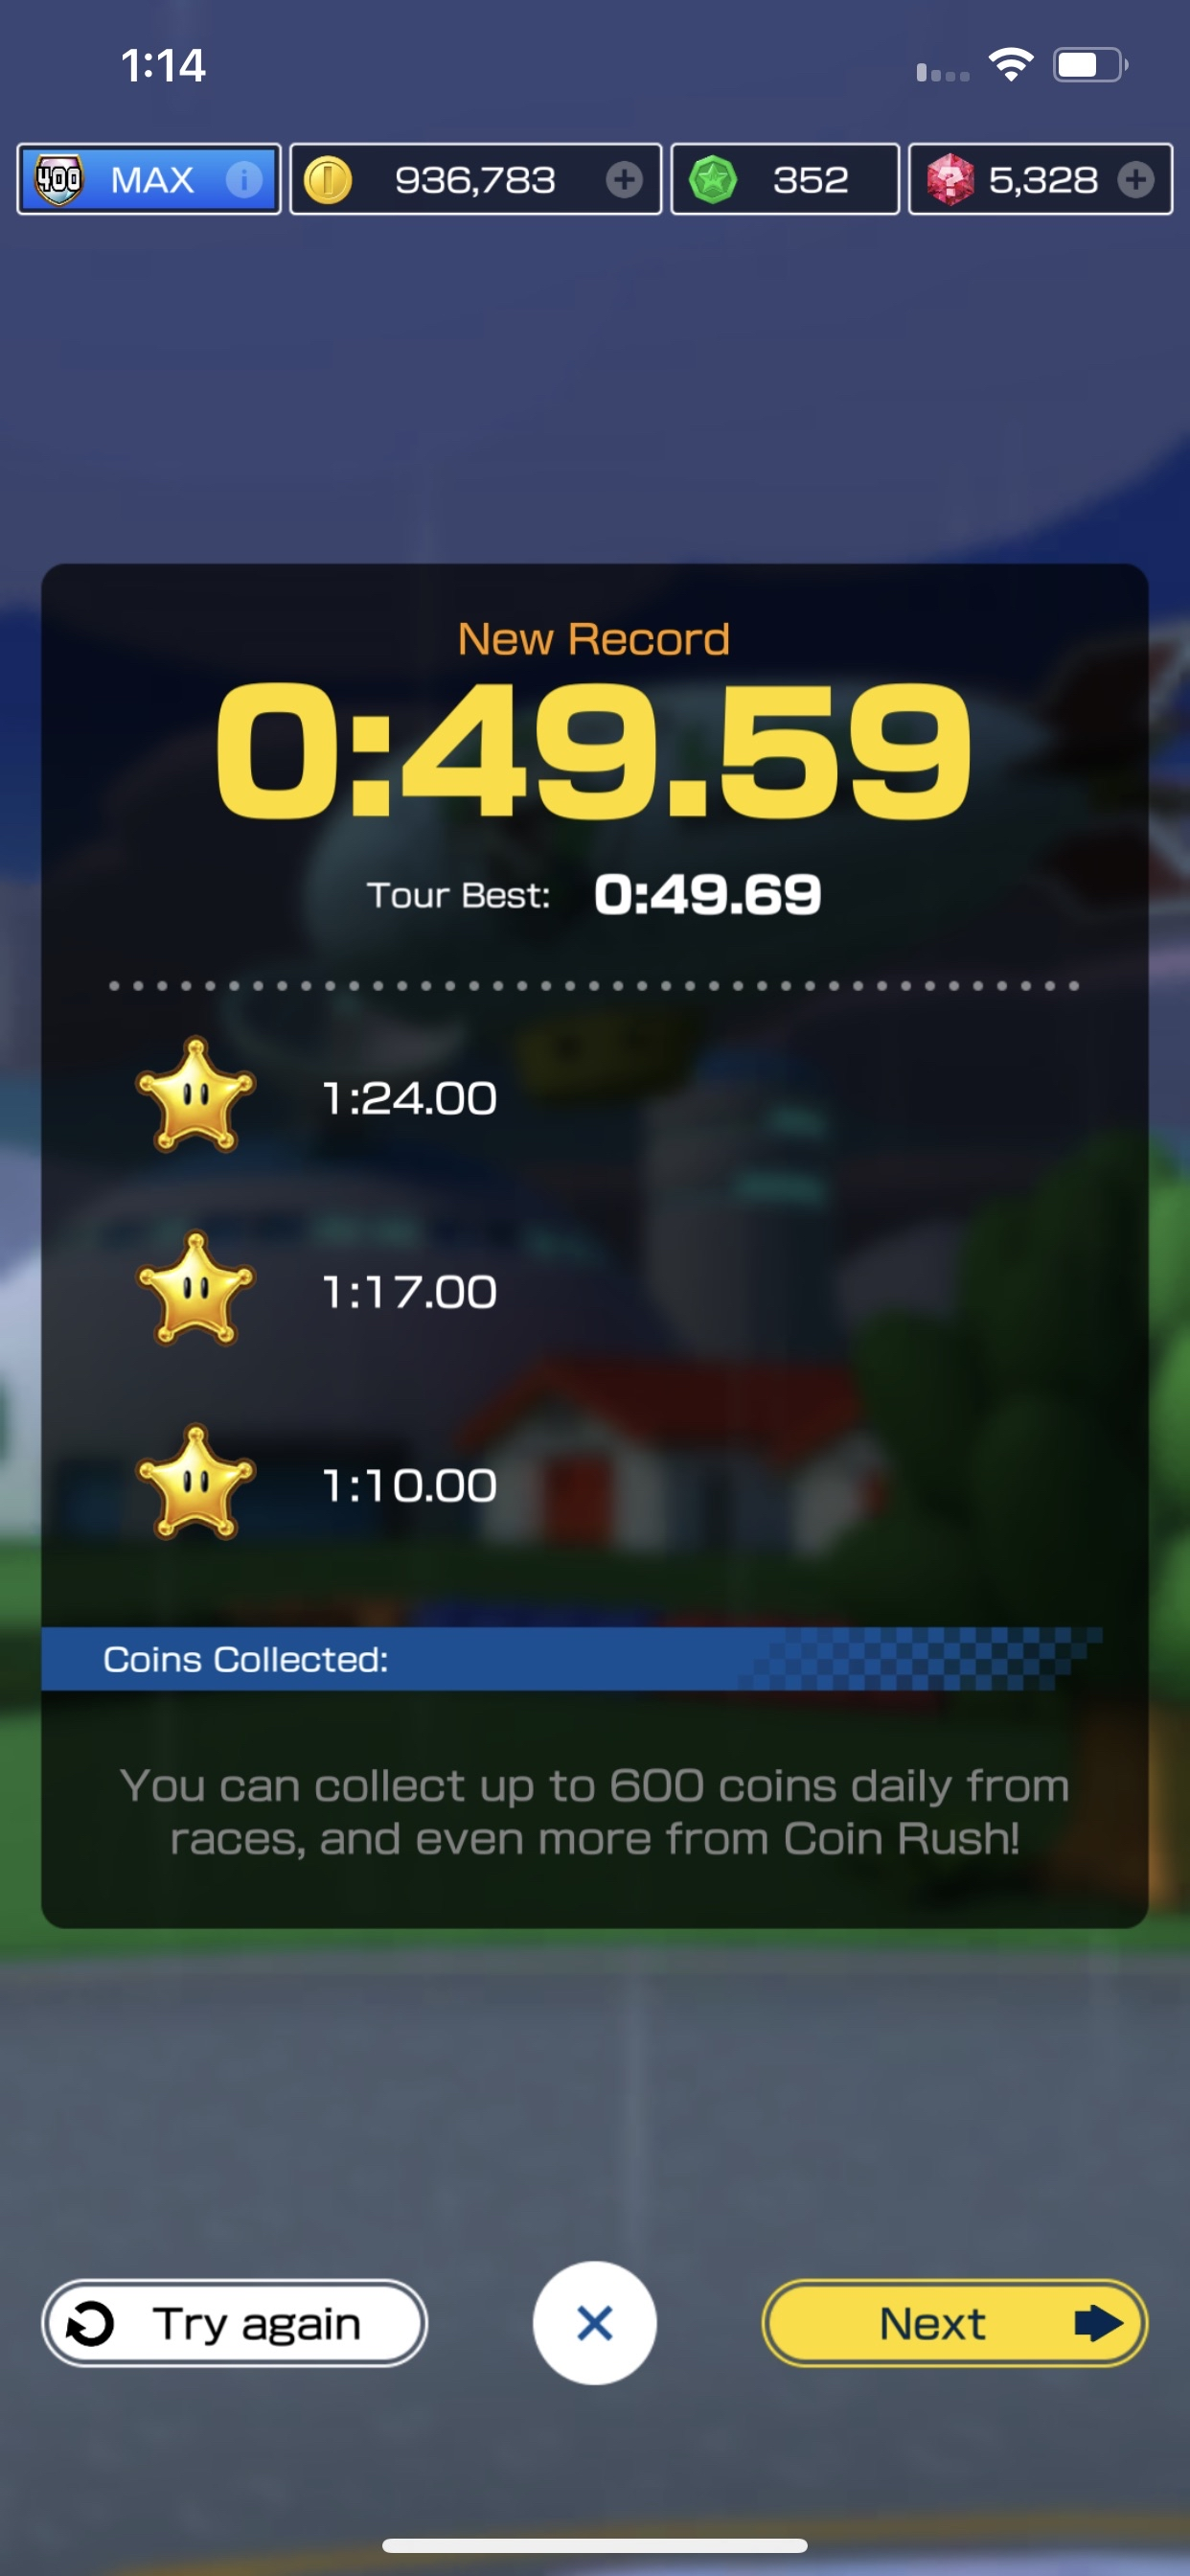 1:14
400 MAX i 936,783 + 352 ? 5,328 +
New Record
0:49.59
Tour Best: 0:49.69
1:24.00
1:17.00
1:10.00
Coins Collected:
You can collect up to 600 coins daily from
races, and even more from Coin Rush!
Try again × Next